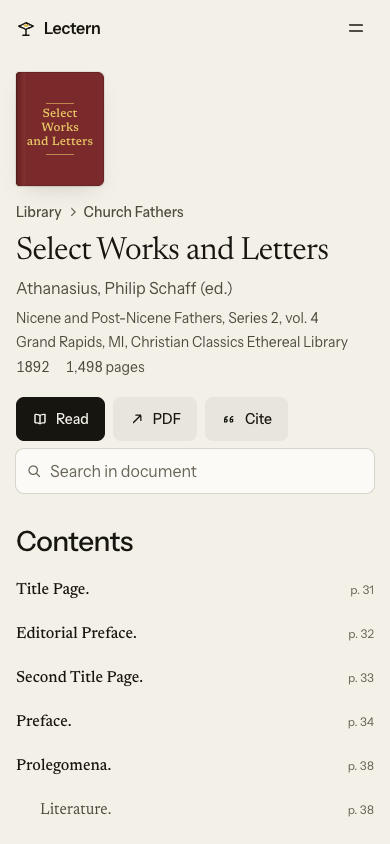 Lectern
Select
Works
and Letters
Library > Church Fathers
Select Works and Letters
Athanasius, Philip Schaff (ed.)
Nicene and Post-Nicene Fathers, Series 2, vol. 4
Grand Rapids, MI, Christian Classics Ethereal Library
1892 1,498 pages
Read PDF Cite
Search in document
Contents
Title Page. p. 31
Editorial Preface. p. 32
Second Title Page. p. 33
Preface. p. 34
Prolegomena. p. 38
Literature. p. 38